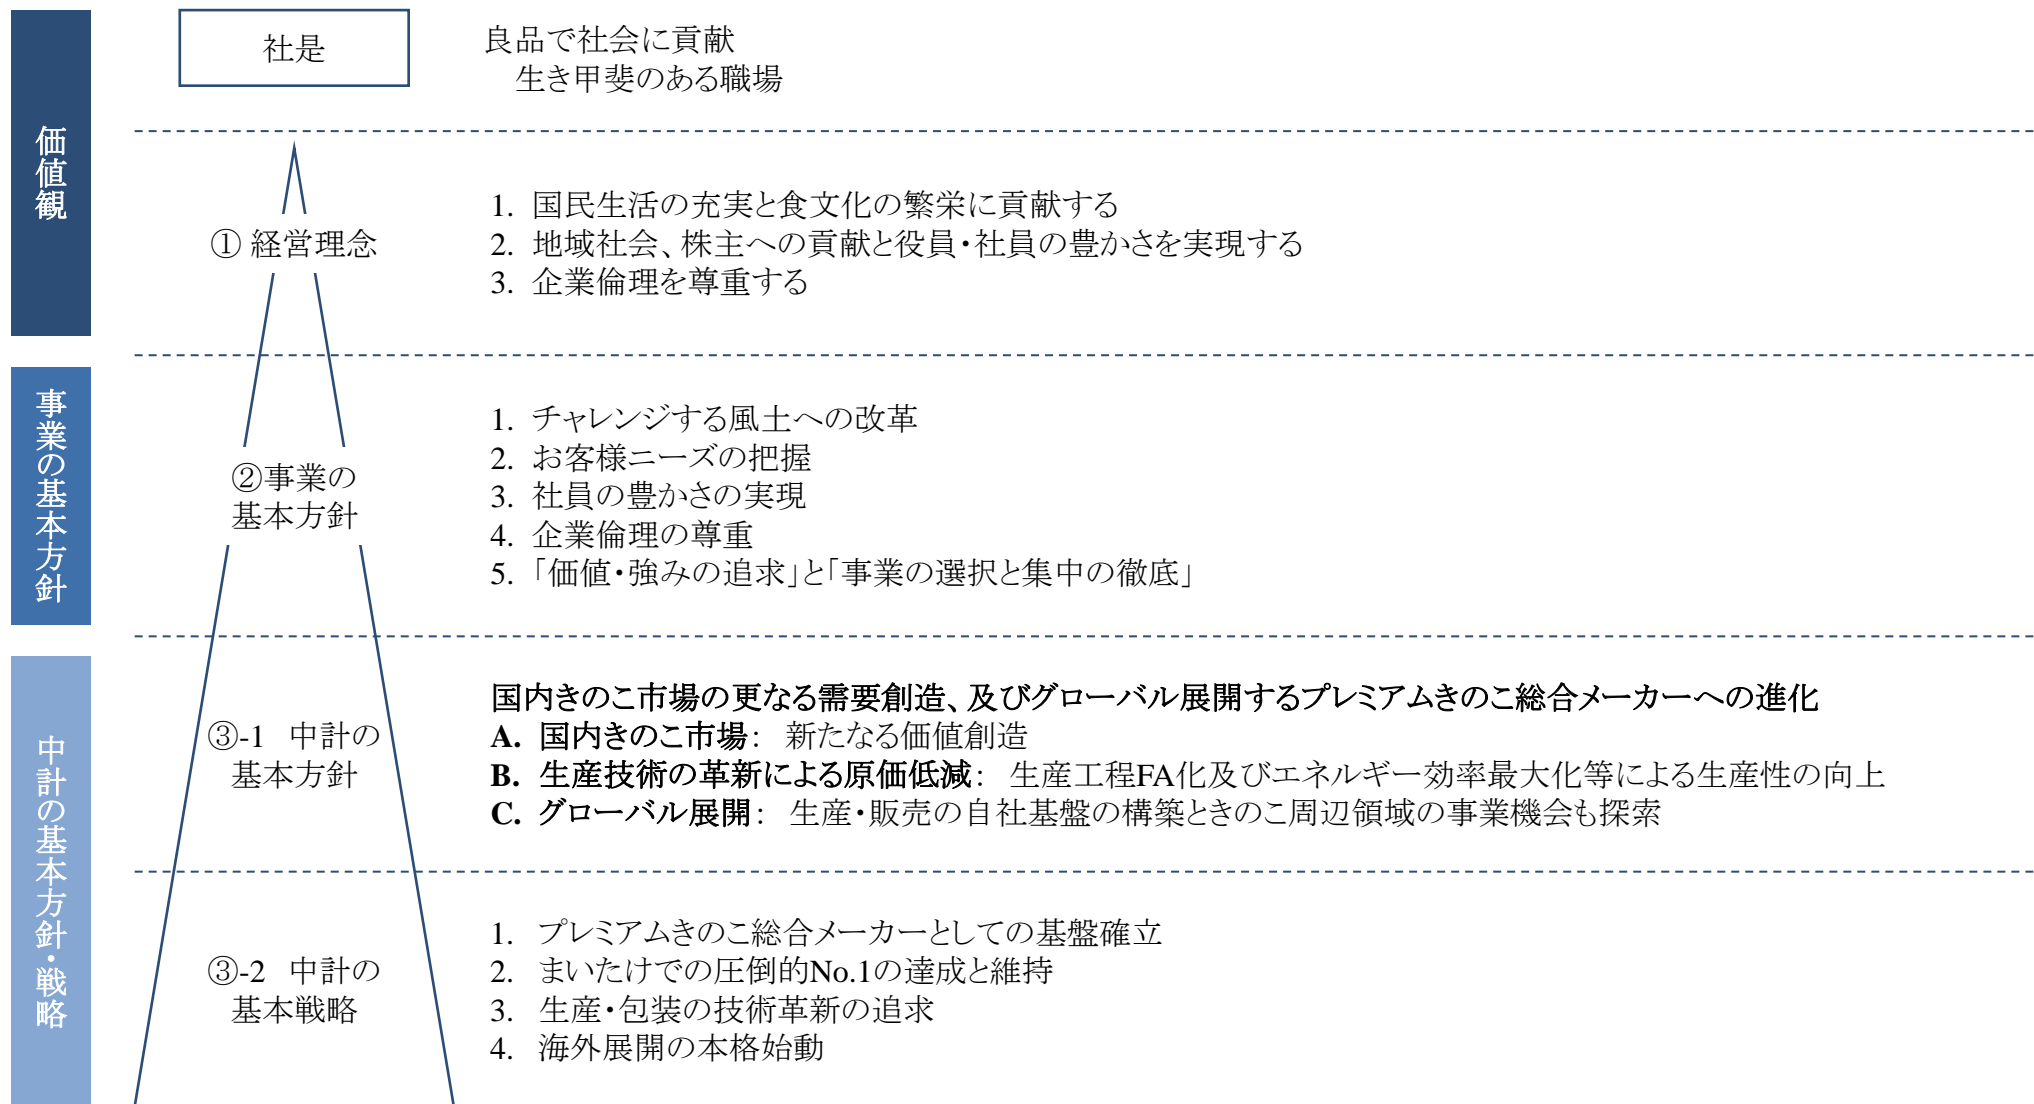 価値観
社是
良品で社会に貢献
生き甲斐のある職場
① 経営理念
1. 国民生活の充実と食文化の繁栄に貢献する
2. 地域社会、株主への貢献と役員・社員の豊かさを実現する
3. 企業倫理を尊重する
事業の基本方針
②事業の
基本方針
1. チャレンジする風土への改革
2. お客様ニーズの把握
3. 社員の豊かさの実現
4. 企業倫理の尊重
5. 「価値・強みの追求」と「事業の選択と集中の徹底」
中計の基本方針・戦略
③-1 中計の
基本方針
国内きのこ市場の更なる需要創造、及びグローバル展開するプレミアムきのこ総合メーカーへの進化
A. 国内きのこ市場： 新たなる価値創造
B. 生産技術の革新による原価低減： 生産工程FA化及びエネルギー効率最大化等による生産性の向上
C. グローバル展開： 生産・販売の自社基盤の構築ときのこ周辺領域の事業機会も探索
③-2 中計の
基本戦略
1. プレミアムきのこ総合メーカーとしての基盤確立
2. まいたけでの圧倒的No.1の達成と維持
3. 生産・包装の技術革新の追求
4. 海外展開の本格始動